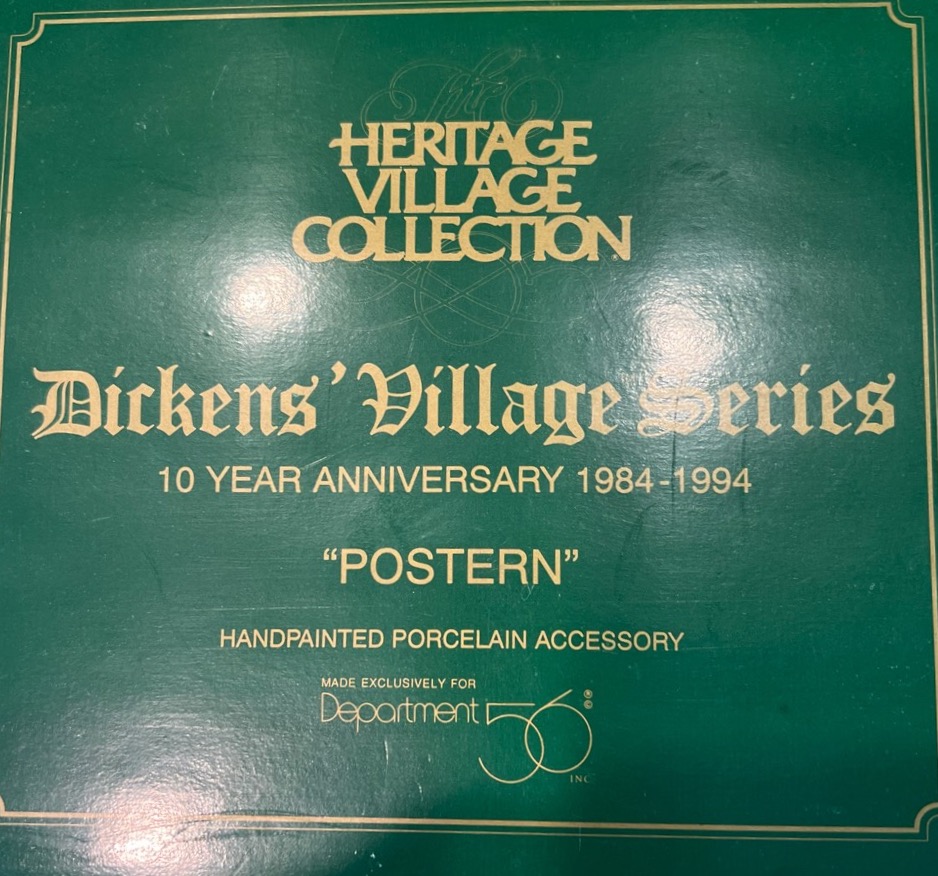 The
HERITAGE
VILLAGE
COLLECTION
Dickens' Village Series
10 YEAR ANNIVERSARY 1984-1994
“POSTERN”
HANDPAINTED PORCELAIN ACCESSORY
MADE EXCLUSIVELY FOR
Department 56 ® ©
INC